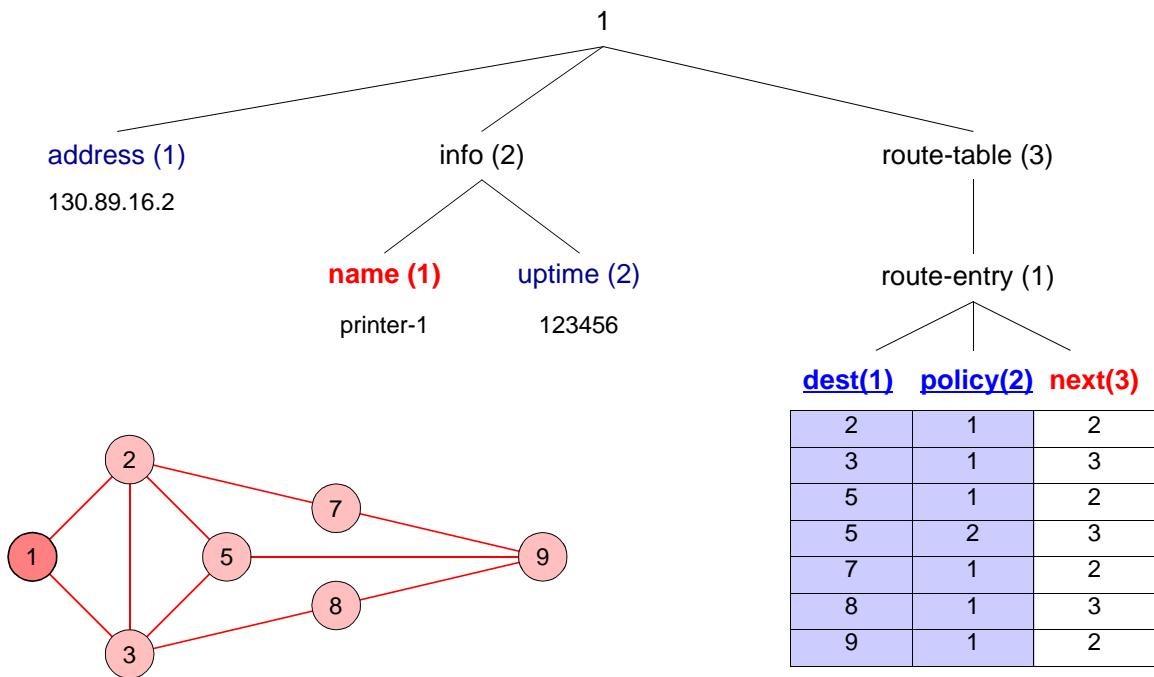 1
address (1) info (2) route-table (3)
130.89.16.2
name (1) uptime (2) route-entry (1)
printer-1 123456
dest(1) policy(2) next(3)
2 1 2
3 1 3
5 1 2
5 2 3
7 1 2
8 1 3
9 1 2
2
7
1 5 9
8
3